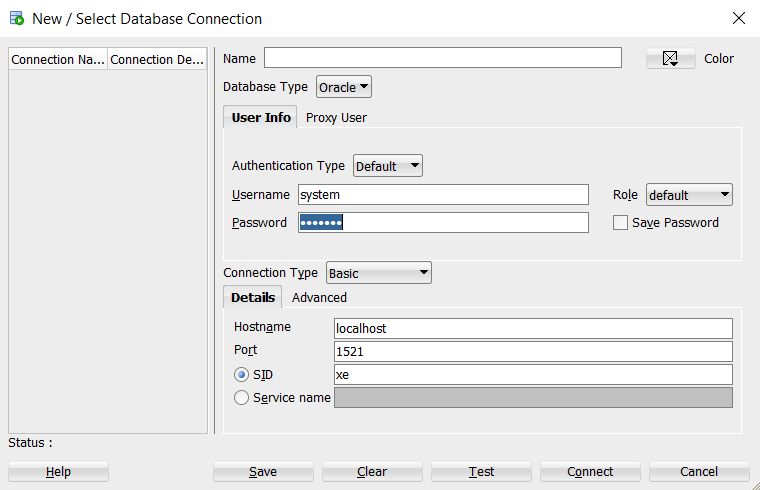 New / Select Database Connection
Connection Na... Connection De...
Name Color
Database Type Oracle
User Info Proxy User
Authentication Type Default
Username system Role default
Password ••••••• Save Password
Connection Type Basic
Details Advanced
Hostname localhost
Port 1521
SID xe
Service name
Status :
Help Save Clear Test Connect Cancel